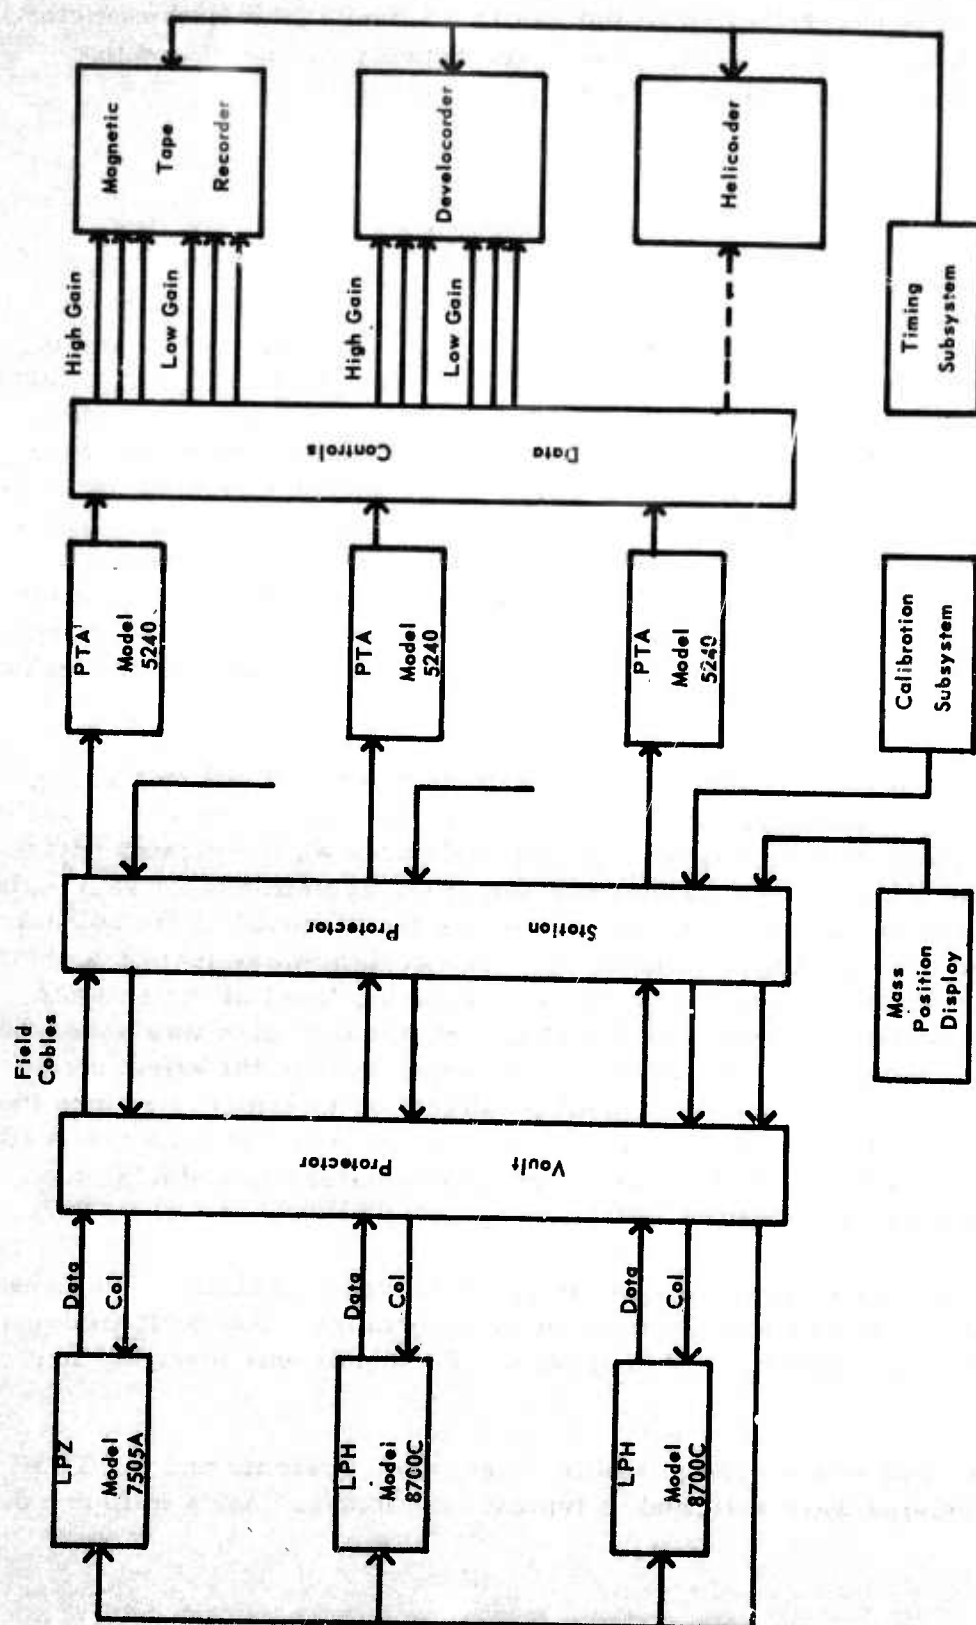 LPZ
Model
7505A
LPH
Model
8700C
LPH
Model
8700C
Data
Cal
Data
Cal
Data
Cal
Vault
Protector
Field
Cables
Station
Protector
PTA
Model
5240
PTA
Model
5240
PTA
Model
5240
Data
Controls
High Gain
Low Gain
High Gain
Low Gain
Magnetic
Tape
Recorder
Develocorder
Helicorder
Mass
Position
Display
Calibration
Subsystem
Timing
Subsystem